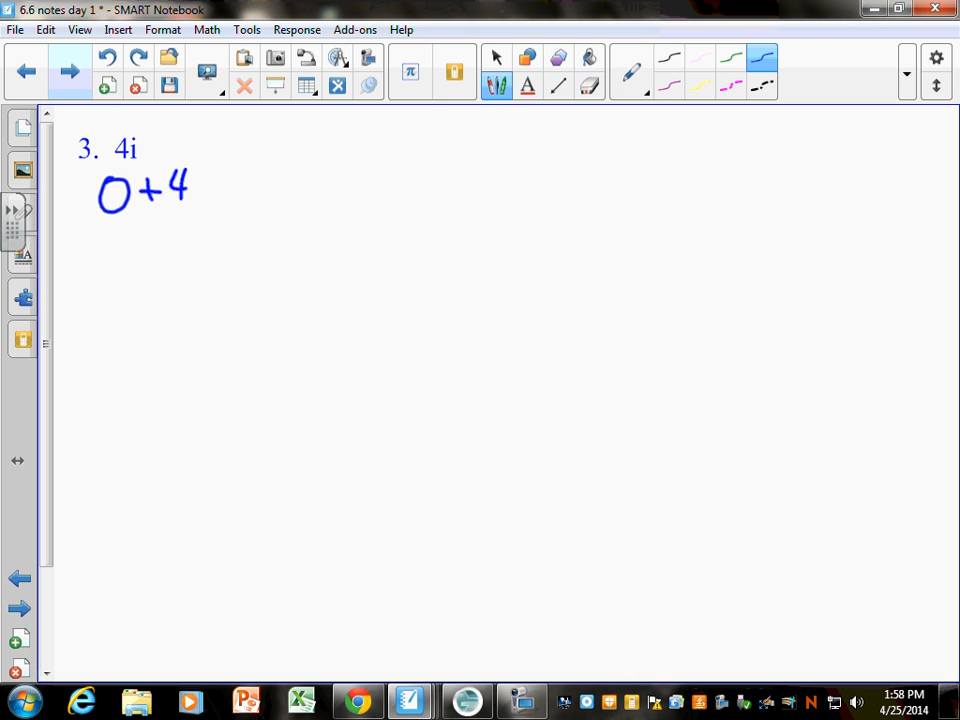 6.6 notes day 1 * - SMART Notebook
File Edit View Insert Format Math Tools Response Add-ons Help
3. 4i
0+4
1:58 PM
4/25/2014